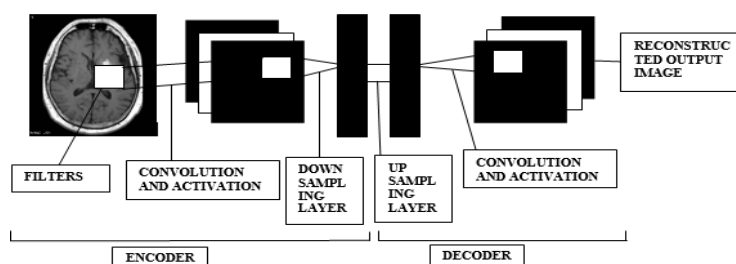 RECONSTRUC
TED OUTPUT
IMAGE
FILTERS
CONVOLUTION
AND ACTIVATION
DOWN
SAMPL
ING
LAYER
UP
SAMPL
ING
LAYER
CONVOLUTION
AND ACTIVATION
ENCODER
DECODER